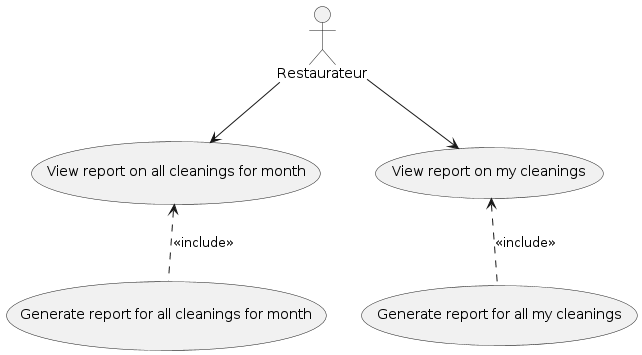 Restaurateur
View report on all cleanings for month
View report on my cleanings
«include»
«include»
Generate report for all cleanings for month
Generate report for all my cleanings